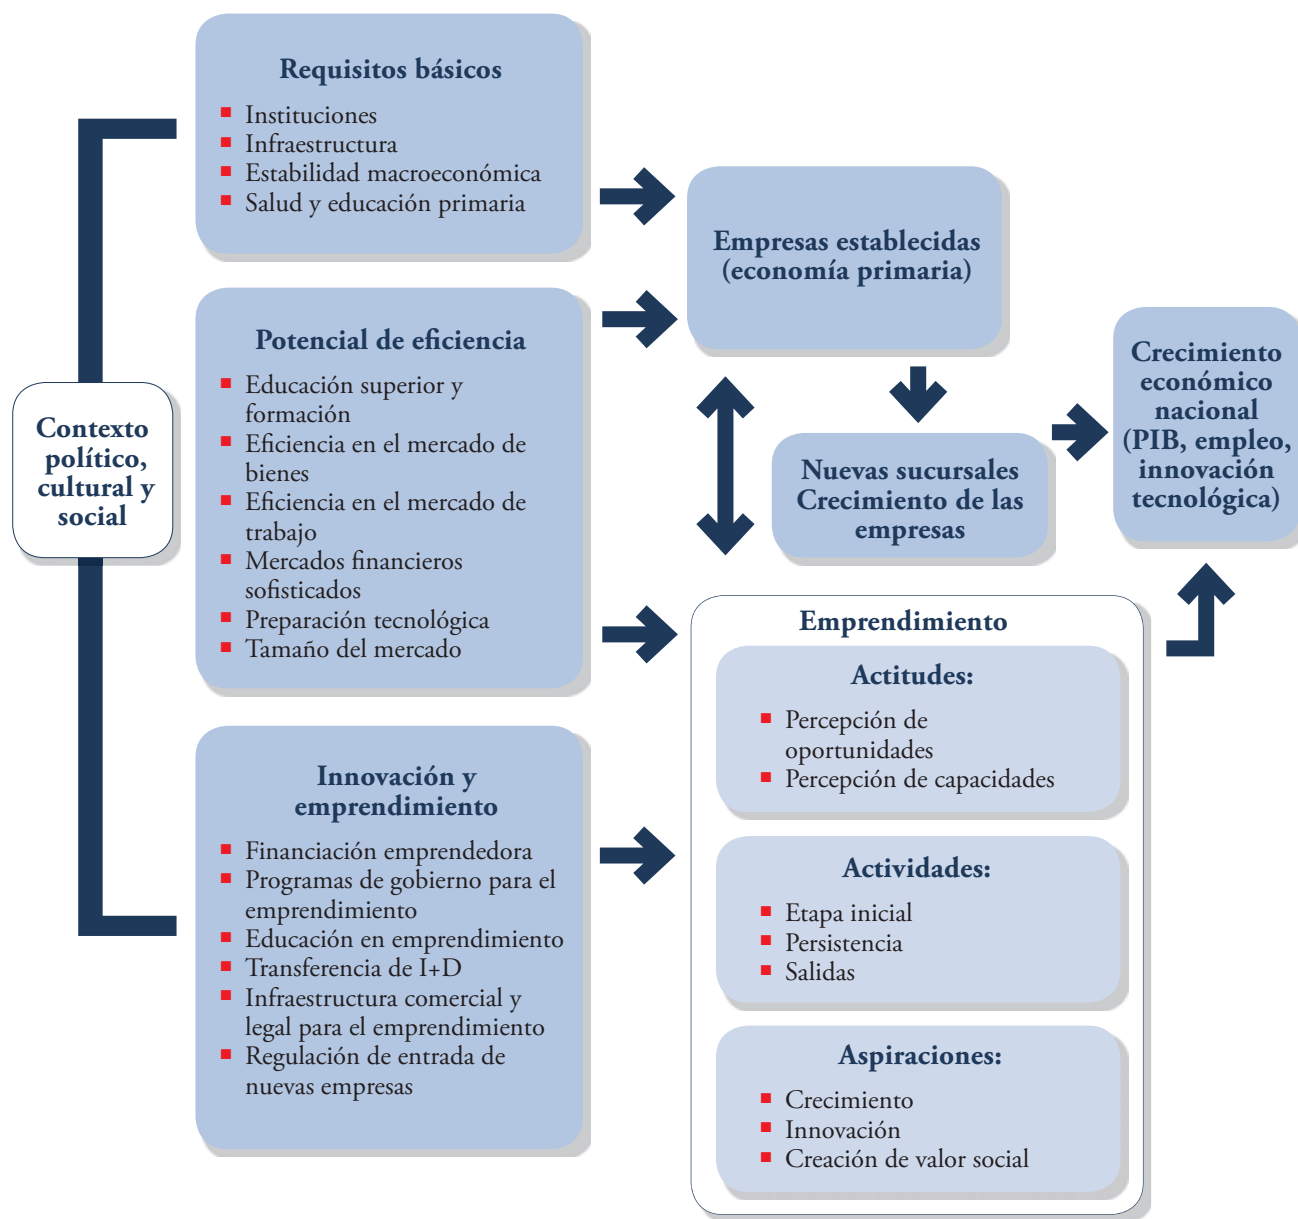 Contexto
político,
cultural y
social
Requisitos básicos
Instituciones
Infraestructura
Estabilidad macroeconómica
Salud y educación primaria
Potencial de eficiencia
Educación superior y
formación
Eficiencia en el mercado de
bienes
Eficiencia en el mercado de
trabajo
Mercados financieros
sofisticados
Preparación tecnológica
Tamaño del mercado
Innovación y
emprendimiento
Financiación emprendedora
Programas de gobierno para el
emprendimiento
Educación en emprendimiento
Transferencia de I+D
Infraestructura comercial y
legal para el emprendimiento
Regulación de entrada de
nuevas empresas
Empresas establecidas
(economía primaria)
Nuevas sucursales
Crecimiento de las
empresas
Emprendimiento
Actitudes:
Percepción de
oportunidades
Percepción de capacidades
Actividades:
Etapa inicial
Persistencia
Salidas
Aspiraciones:
Crecimiento
Innovación
Creación de valor social
Crecimiento
económico
nacional
(PIB, empleo,
innovación
tecnológica)